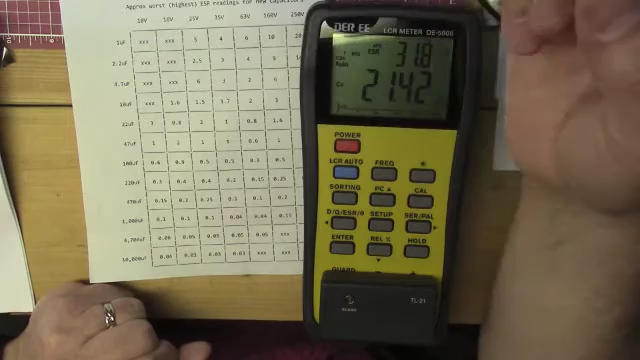 Approx worst (highest) ESR readings for new capacitors
10V 16V 25V 35V 63V 160V 250V
1uF xxx xxx 5 4 6 10
2.2uF xxx xxx 2.5 3 4 9
4.7uF xxx xxx 6 3 2 6
10uF xxx 1.6 1.5 3.7 2 3
22uF 7 0.8 2 1 0.8 1.6
47uF 1 2 1 0.6 1
100uF 0.6 0.9 0.5 0.5 0.3 0.5
220uF 0.3 0.4 0.4 0.2 0.15 0.25
470uF 0.15 0.2 0.25 0.1 0.1 0.2
1,000uF 0.1 0.1 0.1 0.04 0.04 0.15
4,700uF 0.06 0.05 0.05 0.05 0.05 xxx
10,000uF 0.04 0.03 0.03 0.03 xxx xxx
DER EE LCR METER DE-5000
ESR 31.8
21.42
POWER
LCR AUTO FREQ
SORTING PC CAL
D/Q/ESR/θ SETUP SER/PAL
ENTER REL % HOLD
GUARD
GUARD TL-21